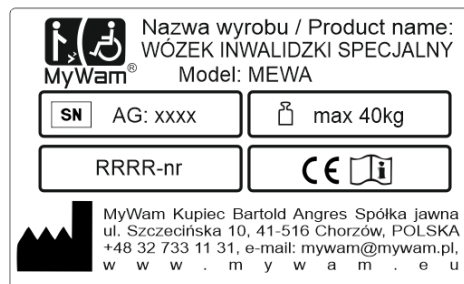 Nazwa wyrobu / Product name:
WÓZEK INWALIDZKI SPECJALNY
MyWam® Model: MEWA
SN AG: xxxx
max 40kg
RRRR-nr
CE i
MyWam Kupiec Bartold Angres Spółka jawna
ul. Szczecińska 10, 41-516 Chorzów, POLSKA
+48 32 733 11 31, e-mail: mywam@mywam.pl,
w w w . m y w a m . e u